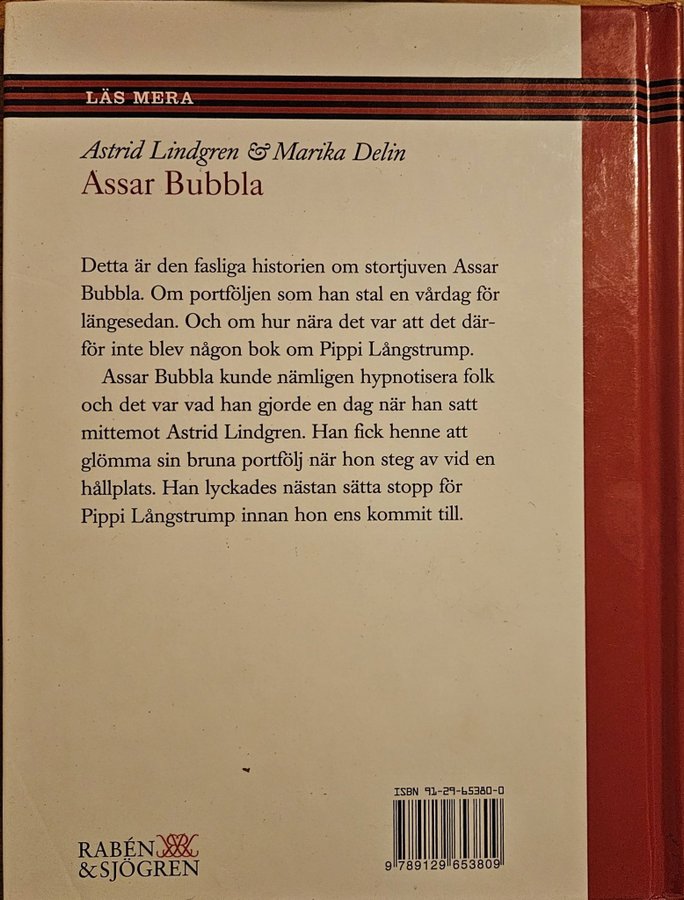 LÄS MERA
Astrid Lindgren & Marika Delin
Assar Bubbla
Detta är den fasliga historien om stortjuven Assar
Bubbla. Om portföljen som han stal en vårdag för
längesedan. Och om hur nära det var att det där-
för inte blev någon bok om Pippi Långstrump.
Assar Bubbla kunde nämligen hypnotisera folk
och det var vad han gjorde en dag när han satt
mittemot Astrid Lindgren. Han fick henne att
glömma sin bruna portfölj när hon steg av vid en
hållplats. Han lyckades nästan sätta stopp för
Pippi Långstrump innan hon ens kommit till.
ISBN 91-29-65380-0
9 789129 653809
RABÉN
&SJÖGREN